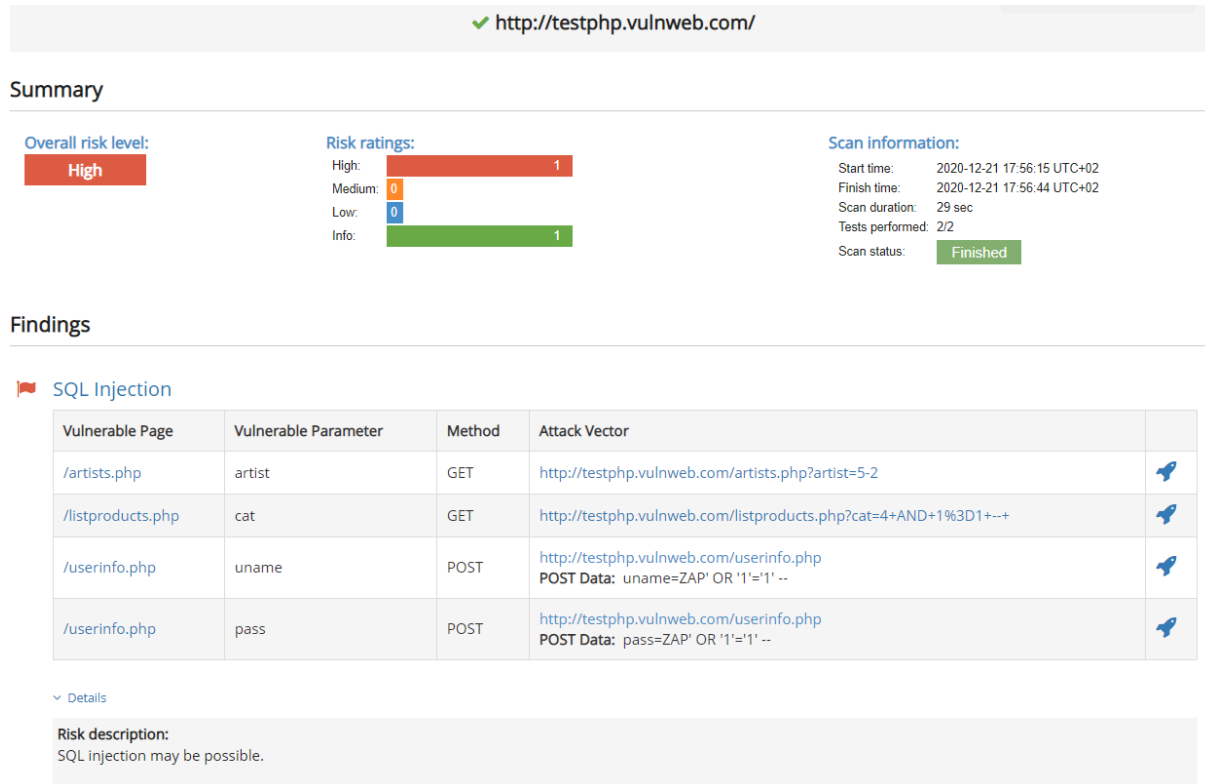 http://testphp.vulnweb.com/
Summary
Overall risk level:
High
Risk ratings:
High: 1
Medium: 0
Low: 0
Info: 1
Scan information:
Start time: 2020-12-21 17:56:15 UTC+02
Finish time: 2020-12-21 17:56:44 UTC+02
Scan duration: 29 sec
Tests performed: 2/2
Scan status: Finished
Findings
SQL Injection
Vulnerable Page Vulnerable Parameter Method Attack Vector
/artists.php artist GET http://testphp.vulnweb.com/artists.php?artist=5-2
/listproducts.php cat GET http://testphp.vulnweb.com/listproducts.php?cat=4+AND+1%3D1+--+
/userinfo.php uname POST http://testphp.vulnweb.com/userinfo.php
POST Data: uname=ZAP' OR '1'='1' --
/userinfo.php pass POST http://testphp.vulnweb.com/userinfo.php
POST Data: pass=ZAP' OR '1'='1' --
Details
Risk description:
SQL injection may be possible.